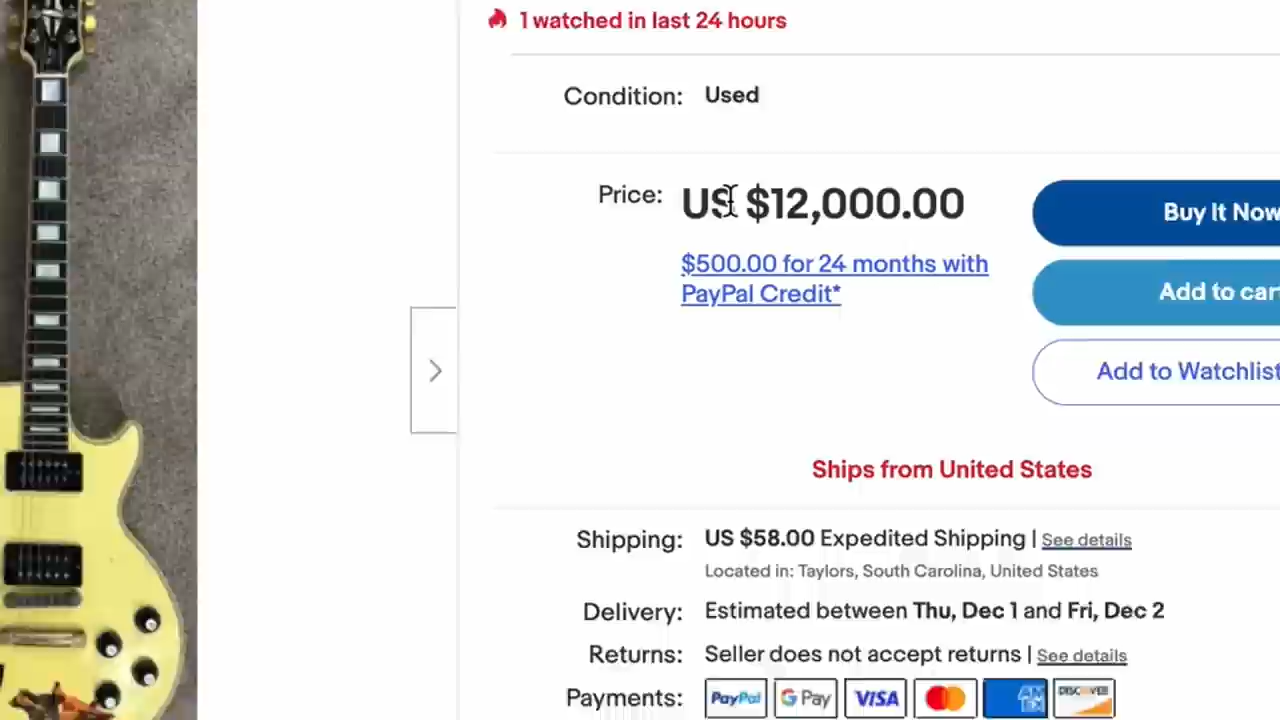 1 watched in last 24 hours
Condition: Used
Price: US $12,000.00
Buy It Now
$500.00 for 24 months with
PayPal Credit*
Add to cart
Add to Watchlist
Ships from United States
Shipping: US $58.00 Expedited Shipping | See details
Located in: Taylors, South Carolina, United States
Delivery: Estimated between Thu, Dec 1 and Fri, Dec 2
Returns: Seller does not accept returns | See details
Payments: PayPal G Pay VISA DISCOVER